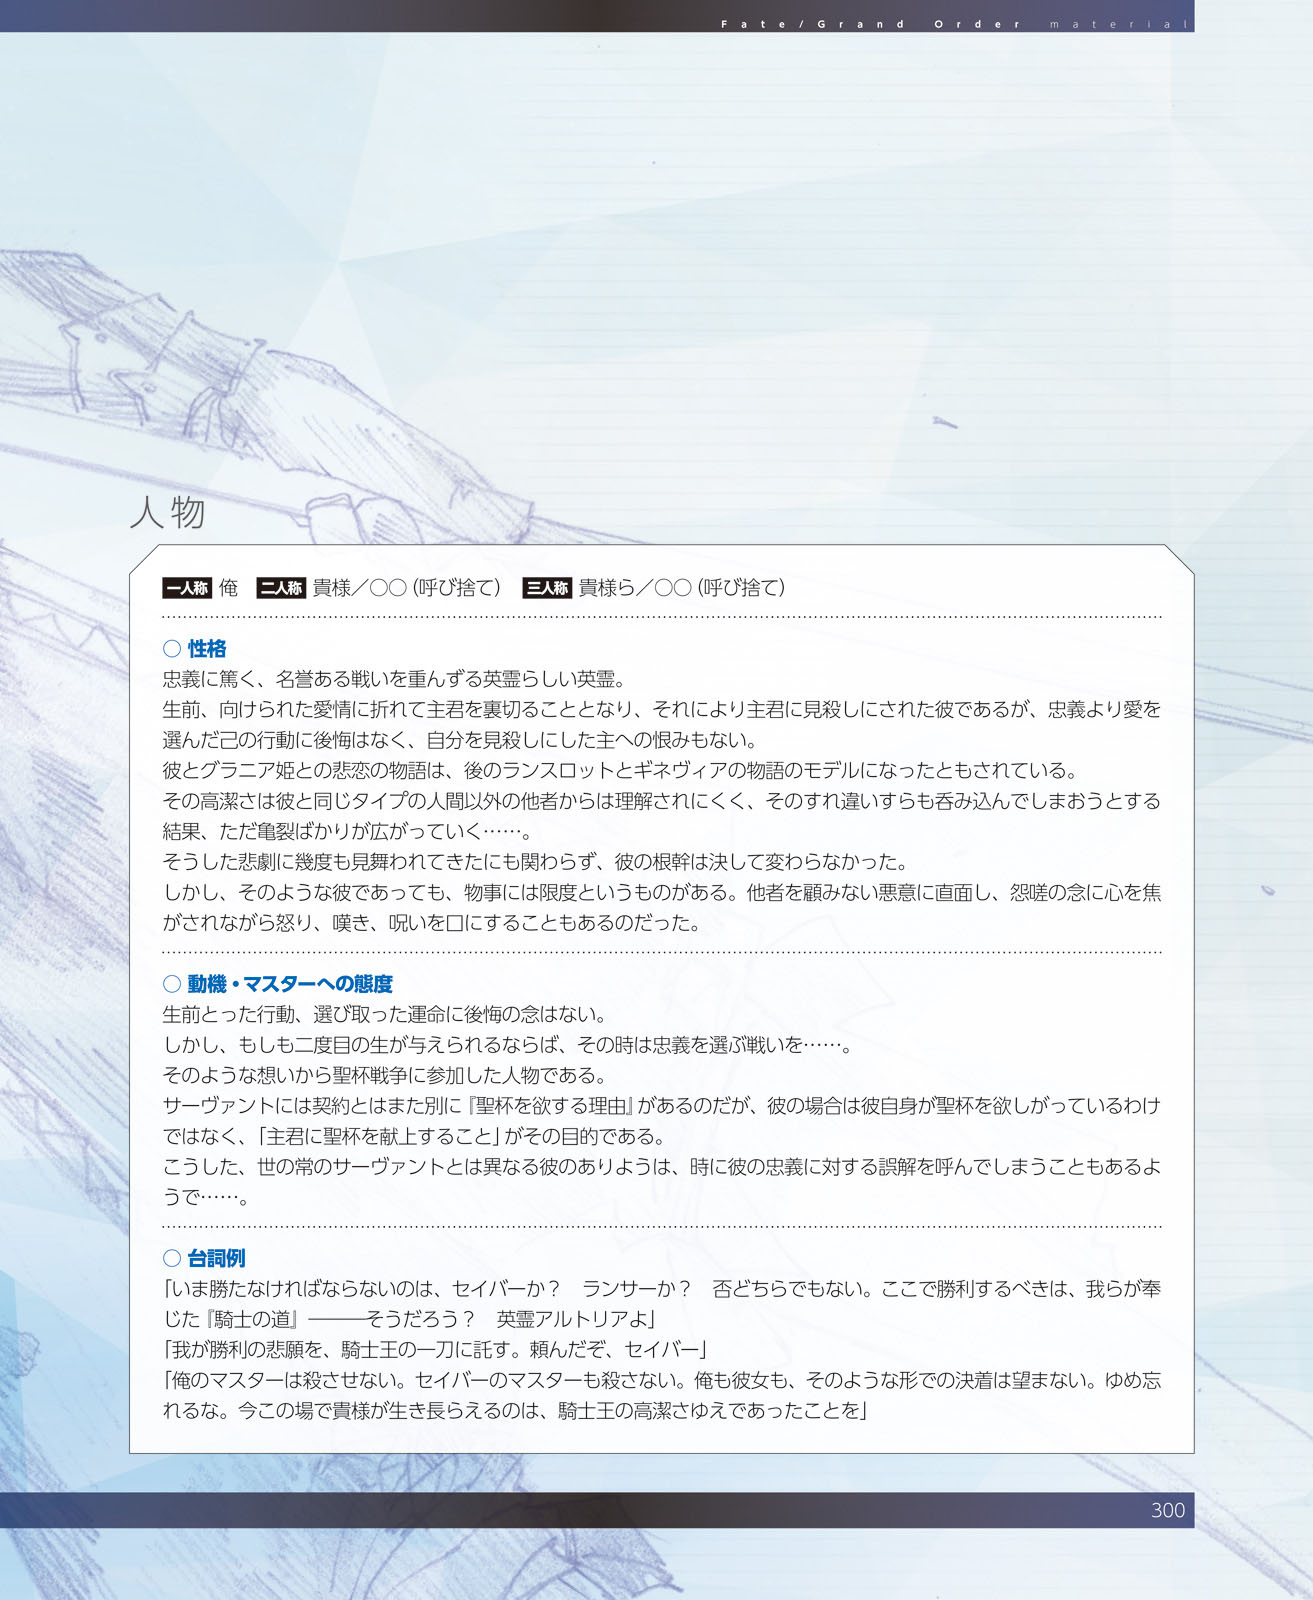 Fate/Grand Order material
人物
一人称 俺 二人称 貴様／○○（呼び捨て） 三人称 貴様ら／○○（呼び捨て）
○ 性格
忠義に篤く、名誉ある戦いを重んずる英霊らしい英霊。
生前、向けられた愛情に折れて主君を裏切ることとなり、それにより主君に見殺しにされた彼であるが、忠義より愛を
選んだ己の行動に後悔はなく、自分を見殺しにした主への恨みもない。
彼とグラニア姫との悲恋の物語は、後のランスロットとギネヴィアの物語のモデルになったともされている。
その高潔さは彼と同じタイプの人間以外の他者からは理解されにくく、そのすれ違いすらも呑み込んでしまおうとする
結果、ただ亀裂ばかりが広がっていく……。
そうした悲劇に幾度も見舞われてきたにも関わらず、彼の根幹は決して変わらなかった。
しかし、そのような彼であっても、物事には限度というものがある。他者を顧みない悪意に直面し、怨嗟の念に心を焦
がされながら怒り、嘆き、呪いを口にすることもあるのだった。
○ 動機・マスターへの態度
生前とった行動、選び取った運命に後悔の念はない。
しかし、もしも二度目の生が与えられるならば、その時は忠義を選ぶ戦いを……。
そのような想いから聖杯戦争に参加した人物である。
サーヴァントには契約とはまた別に『聖杯を欲する理由』があるのだが、彼の場合は彼自身が聖杯を欲しがっているわけ
ではなく、「主君に聖杯を献上すること」がその目的である。
こうした、世の常のサーヴァントとは異なる彼のありようは、時に彼の忠義に対する誤解を呼んでしまうこともあるよ
うで……。
○ 台詞例
「いま勝たなければならないのは、セイバーか？　ランサーか？　否どちらでもない。ここで勝利するべきは、我らが奉
じた『騎士の道』―――そうだろう？　英霊アルトリアよ」
「我が勝利の悲願を、騎士王の一刀に託す。頼んだぞ、セイバー」
「俺のマスターは殺させない。セイバーのマスターも殺さない。俺も彼女も、そのような形での決着は望まない。ゆめ忘
れるな。今この場で貴様が生き長らえるのは、騎士王の高潔さゆえであったことを」
300